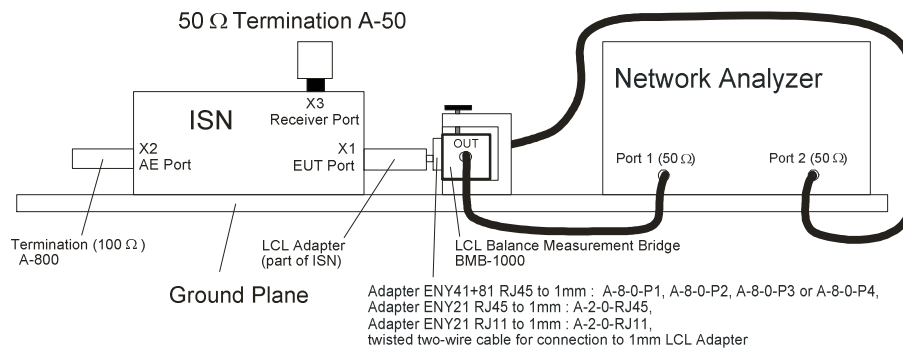 50 Ω Termination A-50
Network Analyzer
ISN
X3
Receiver Port
X2
AE Port
X1
EUT Port
OUT
Port 1 (50 Ω)
Port 2 (50 Ω)
Termination (100 Ω)
A-800
LCL Adapter
(part of ISN)
LCL Balance Measurement Bridge
BMB-1000
Ground Plane
Adapter ENY41+81 RJ45 to 1mm : A-8-0-P1, A-8-0-P2, A-8-0-P3 or A-8-0-P4,
Adapter ENY21 RJ45 to 1mm : A-2-0-RJ45,
Adapter ENY21 RJ11 to 1mm : A-2-0-RJ11,
twisted two-wire cable for connection to 1mm LCL Adapter